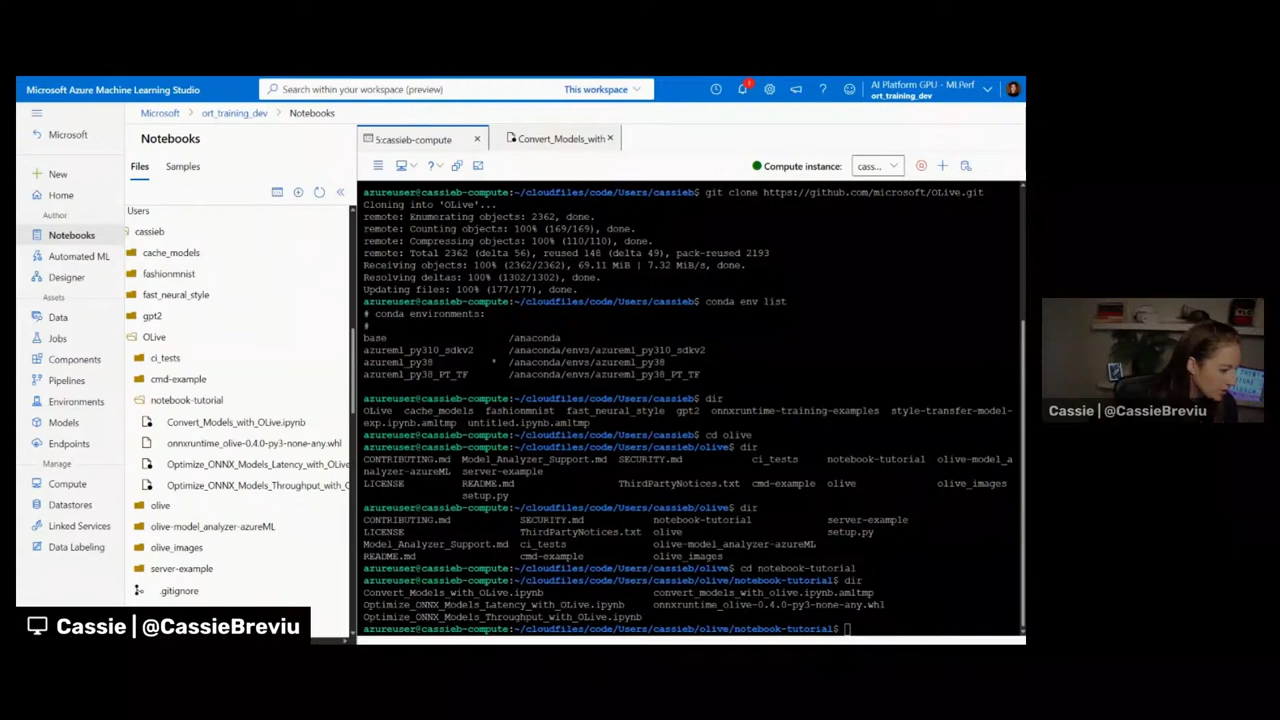 Microsoft Azure Machine Learning Studio
Search within your workspace (preview)
This workspace
1
AI Platform GPU - MLPerf
ort_training_dev
Microsoft
ort_training_dev
Notebooks
Microsoft
New
Home
Author
Notebooks
Automated ML
Designer
Assets
Data
Jobs
Components
Pipelines
Environments
Models
Endpoints
Manage
Compute
Datastores
Linked Services
Data Labeling
Notebooks
Files
Samples
Users
cassieb
cache_models
fashionmnist
fast_neural_style
gpt2
OLive
ci_tests
cmd-example
notebook-tutorial
Convert_Models_with_OLive.ipynb
onnxruntime_olive-0.4.0-py3-none-any.whl
Optimize_ONNX_Models_Latency_with_OLive
Optimize_ONNX_Models_Throughput_with_O
olive
olive-model_analyzer-azureML
olive_images
server-example
.gitignore
5:cassieb-compute
Convert_Models_with
Compute instance:
cass...
azureuser@cassieb-compute:~/cloudfiles/code/Users/cassieb$ git clone https://github.com/microsoft/OLive.git
Cloning into 'OLive'...
remote: Enumerating objects: 2362, done.
remote: Counting objects: 100% (169/169), done.
remote: Compressing objects: 100% (110/110), done.
remote: Total 2362 (delta 56), reused 148 (delta 49), pack-reused 2193
Receiving objects: 100% (2362/2362), 69.11 MiB | 7.32 MiB/s, done.
Resolving deltas: 100% (1302/1302), done.
Updating files: 100% (177/177), done.
azureuser@cassieb-compute:~/cloudfiles/code/Users/cassieb$ conda env list
# conda environments:
#
base /anaconda
azureml_py310_sdkv2 /anaconda/envs/azureml_py310_sdkv2
azureml_py38 * /anaconda/envs/azureml_py38
azureml_py38_PT_TF /anaconda/envs/azureml_py38_PT_TF
azureuser@cassieb-compute:~/cloudfiles/code/Users/cassieb$ dir
OLive cache_models fashionmnist fast_neural_style gpt2 onnxruntime-training-examples style-transfer-model-
exp.ipynb.amltmp untitled.ipynb.amltmp
azureuser@cassieb-compute:~/cloudfiles/code/Users/cassieb$ cd olive
azureuser@cassieb-compute:~/cloudfiles/code/Users/cassieb/olive$ dir
CONTRIBUTING.md Model_Analyzer_Support.md SECURITY.md ci_tests notebook-tutorial olive-model_a
nalyzer-azureML server-example
LICENSE README.md ThirdPartyNotices.txt cmd-example olive olive_images
setup.py
azureuser@cassieb-compute:~/cloudfiles/code/Users/cassieb/olive$ dir
CONTRIBUTING.md SECURITY.md notebook-tutorial server-example
LICENSE ThirdPartyNotices.txt olive setup.py
Model_Analyzer_Support.md ci_tests olive-model_analyzer-azureML
README.md cmd-example olive_images
azureuser@cassieb-compute:~/cloudfiles/code/Users/cassieb/olive$ cd notebook-tutorial
azureuser@cassieb-compute:~/cloudfiles/code/Users/cassieb/olive/notebook-tutorial$ dir
Convert_Models_with_OLive.ipynb convert_models_with_olive.ipynb.amltmp
Optimize_ONNX_Models_Latency_with_OLive.ipynb onnxruntime_olive-0.4.0-py3-none-any.whl
Optimize_ONNX_Models_Throughput_with_OLive.ipynb
azureuser@cassieb-compute:~/cloudfiles/code/Users/cassieb/olive/notebook-tutorial$
Cassie | @CassieBreviu
Cassie | @CassieBreviu